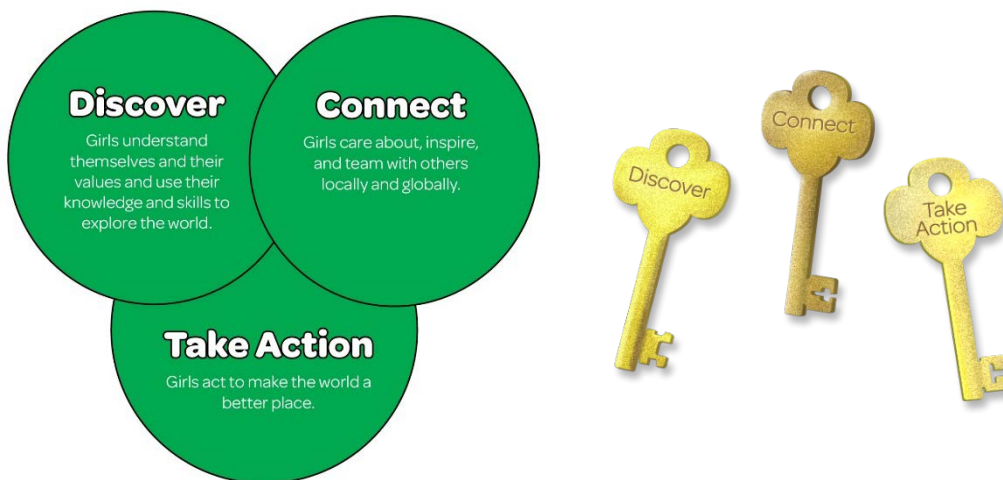 Discover
Girls understand
themselves and their
values and use their
knowledge and skills to
explore the world.
Connect
Girls care about, inspire,
and team with others
locally and globally.
Take Action
Girls act to make the world a
better place.
Discover
Connect
Take
Action